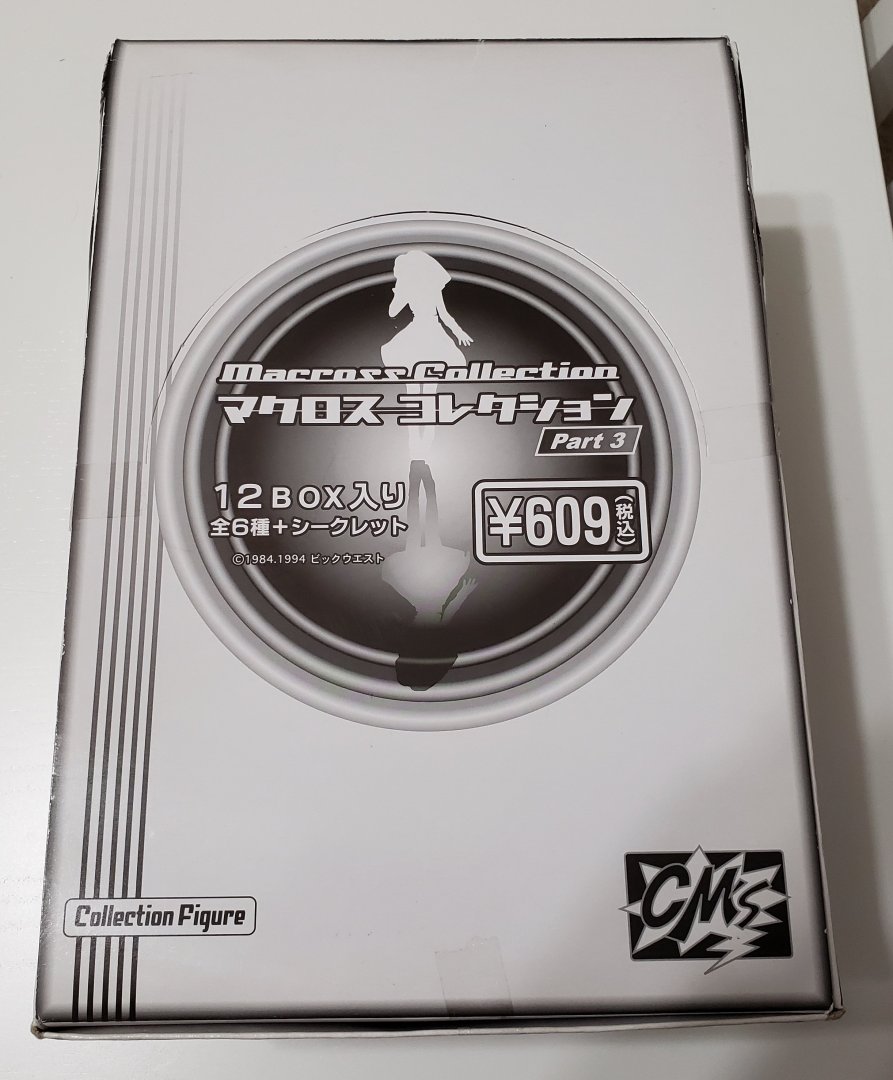 Macross Collection
マクロスコレクション
Part 3
12BOX入り
全6種+シークレット
¥609(税込)
©1984.1994 ビックウエスト
Collection Figure
CM's